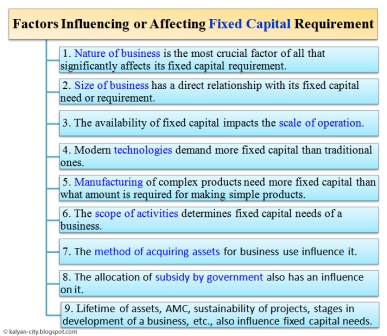 Factors Influencing or Affecting Fixed Capital Requirement
1. Nature of business is the most crucial factor of all that
significantly affects its fixed capital requirement.
2. Size of business has a direct relationship with its fixed capital
need or requirement.
3. The availability of fixed capital impacts the scale of operation.
4. Modern technologies demand more fixed capital than traditional
ones.
5. Manufacturing of complex products need more fixed capital than
what amount is required for making simple products.
6. The scope of activities determines fixed capital needs of a
business.
7. The method of acquiring assets for business use influence it.
8. The allocation of subsidy by government also has an influence
on it.
9. Lifetime of assets, AMC, sustainability of projects, stages in
development of a business, etc., also influence fixed capital needs.
© kalyan-city.blogspot.com